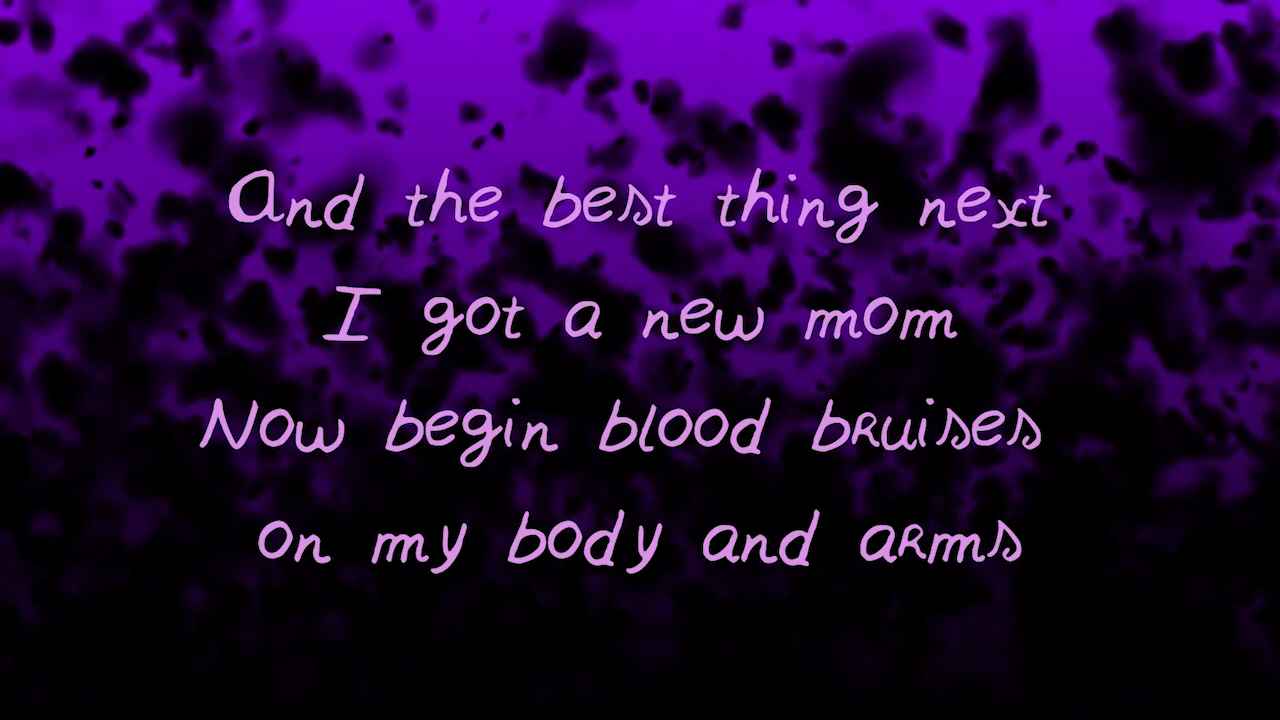 And the best thing next
I got a new mom
Now begin blood bruises
on my body and arms